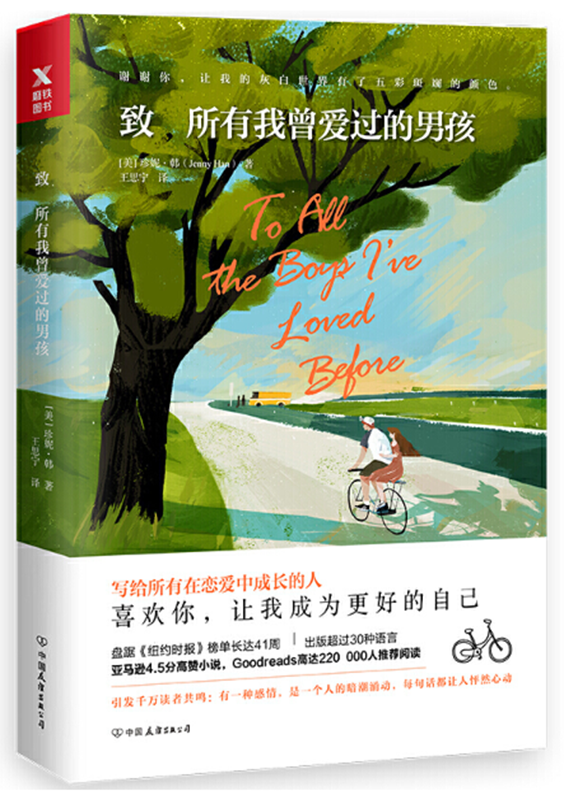 谢谢你，让我的灰白世界有了五彩斑斓的颜色。
致，所有我曾爱过的男孩
[美] 珍妮·韩（Jenny Han）著
王思宁 译
To All
the Boys I've
Loved
Before
写给所有在恋爱中成长的人
喜欢你，让我成为更好的自己
盘踞《纽约时报》榜单长达41周 | 出版超过30种语言
亚马逊4.5分高赞小说，Goodreads高达220 000人推荐阅读
引发千万读者共鸣：有一种感情，是一个人的暗潮涌动，每句话都让人怦然心动
中国友谊出版公司
磨铁
图书
致，所有我曾爱过的男孩
[美] 珍妮·韩 著
王思宁 译
中国友谊出版公司